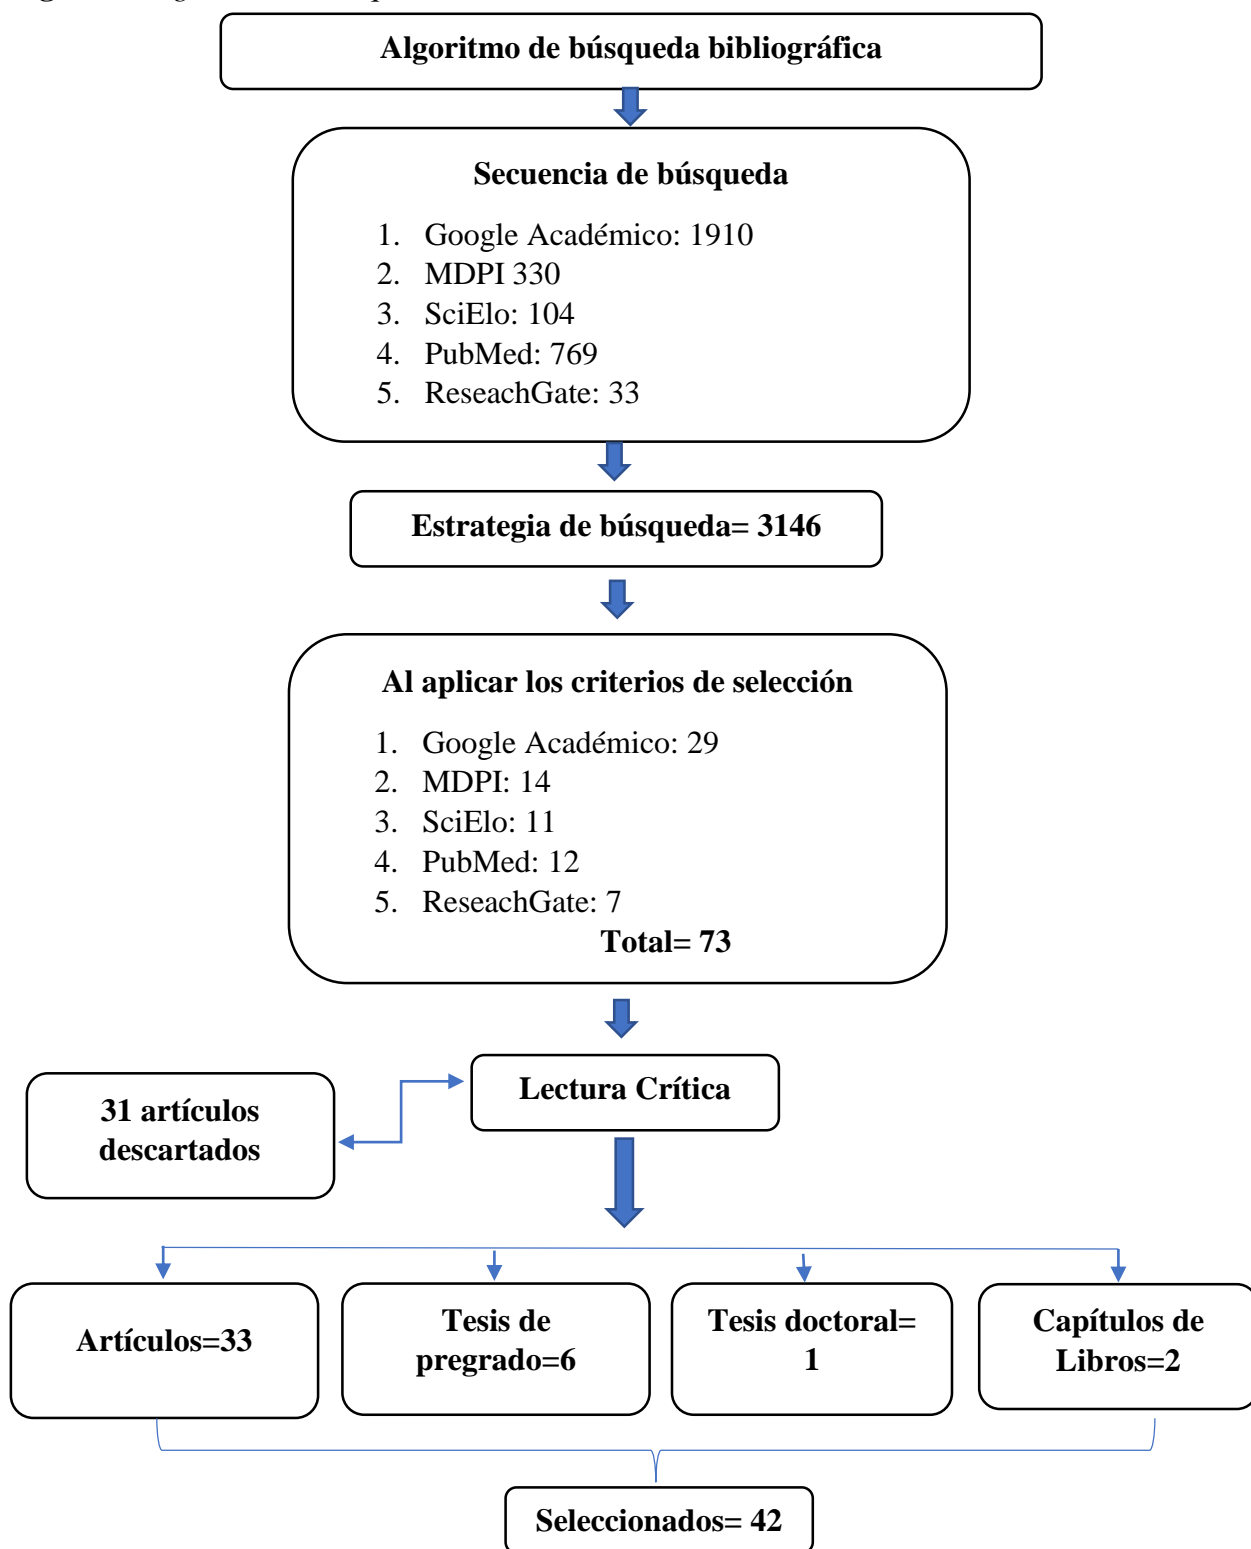 Algoritmo de búsqueda bibliográfica
Secuencia de búsqueda
1. Google Académico: 1910
2. MDPI 330
3. SciElo: 104
4. PubMed: 769
5. ReseachGate: 33
Estrategia de búsqueda= 3146
Al aplicar los criterios de selección
1. Google Académico: 29
2. MDPI: 14
3. SciElo: 11
4. PubMed: 12
5. ReseachGate: 7
Total= 73
Lectura Crítica
31 artículos
descartados
Artículos=33
Tesis de
pregrado=6
Tesis doctoral=
1
Capítulos de
Libros=2
Seleccionados= 42